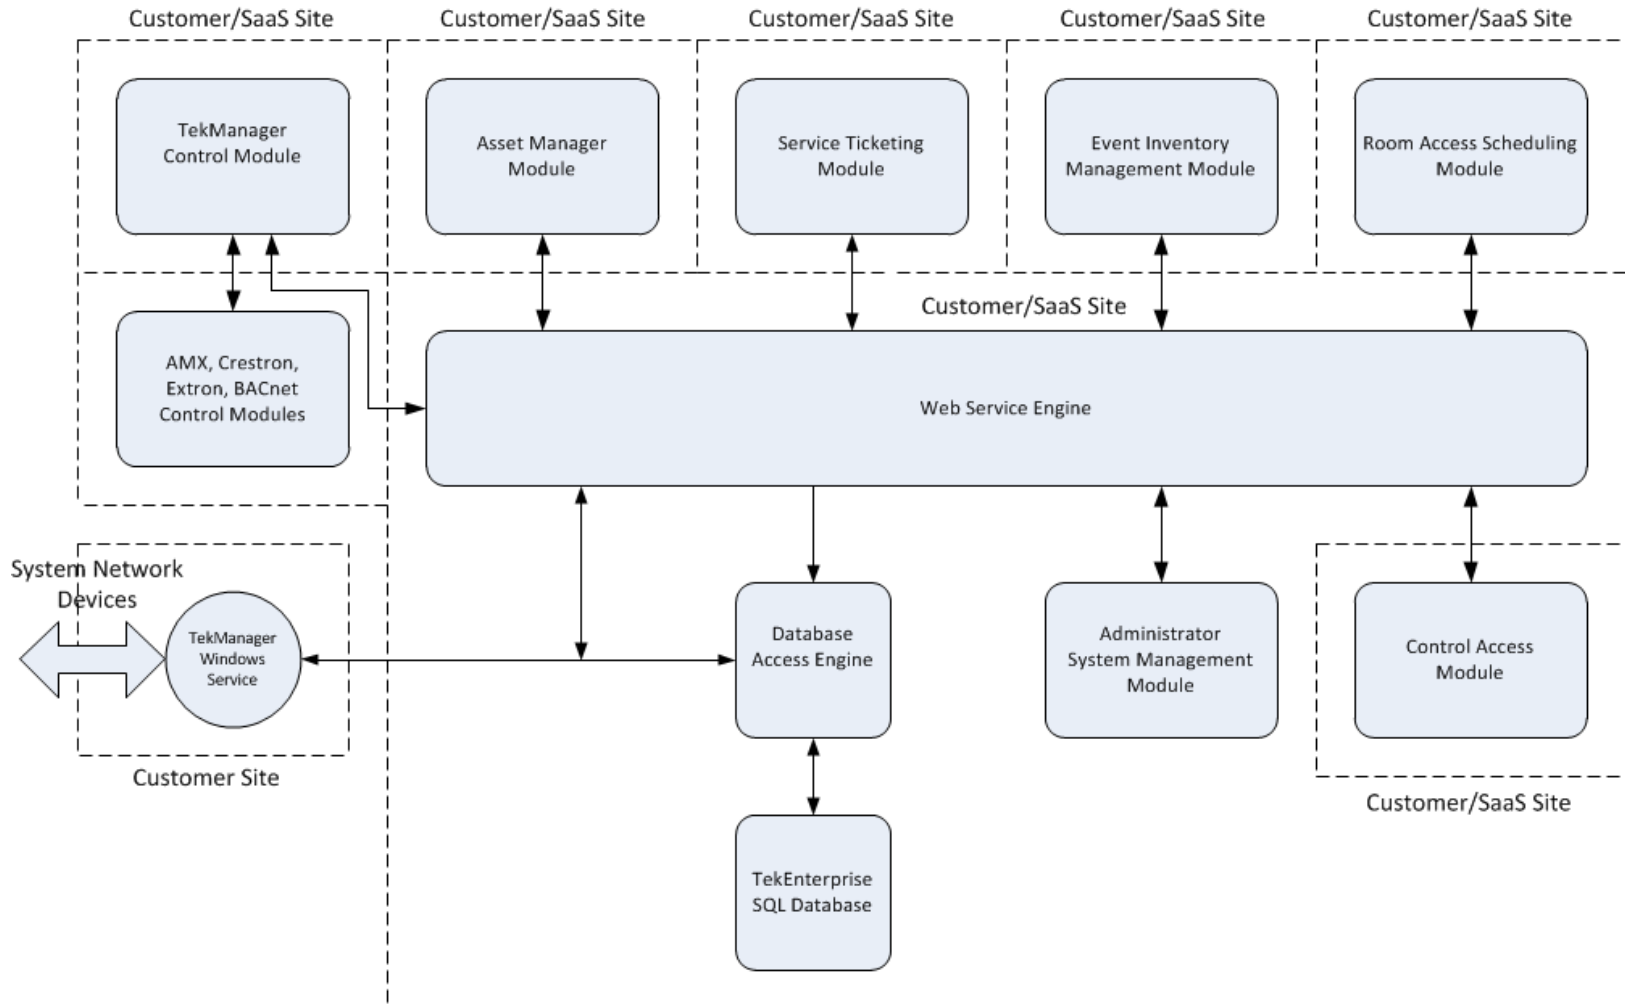 Customer/SaaS Site
Customer/SaaS Site
Customer/SaaS Site
Customer/SaaS Site
Customer/SaaS Site
TekManager
Control Module
Asset Manager
Module
Service Ticketing
Module
Event Inventory
Management Module
Room Access Scheduling
Module
Customer/SaaS Site
AMX, Crestron,
Extron, BACnet
Control Modules
Web Service Engine
System Network
Devices
TekManager
Windows
Service
Customer Site
Database
Access Engine
Administrator
System Management
Module
Control Access
Module
Customer/SaaS Site
TekEnterprise
SQL Database